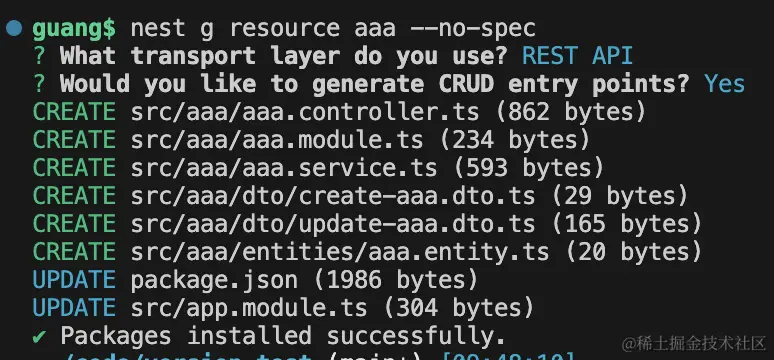 guang$ nest g resource aaa --no-spec
? What transport layer do you use? REST API
? Would you like to generate CRUD entry points? Yes
CREATE src/aaa/aaa.controller.ts (862 bytes)
CREATE src/aaa/aaa.module.ts (234 bytes)
CREATE src/aaa/aaa.service.ts (593 bytes)
CREATE src/aaa/dto/create-aaa.dto.ts (29 bytes)
CREATE src/aaa/dto/update-aaa.dto.ts (165 bytes)
CREATE src/aaa/entities/aaa.entity.ts (20 bytes)
UPDATE package.json (1986 bytes)
UPDATE src/app.module.ts (304 bytes)
✔ Packages installed successfully.
@稀土掘金技术社区